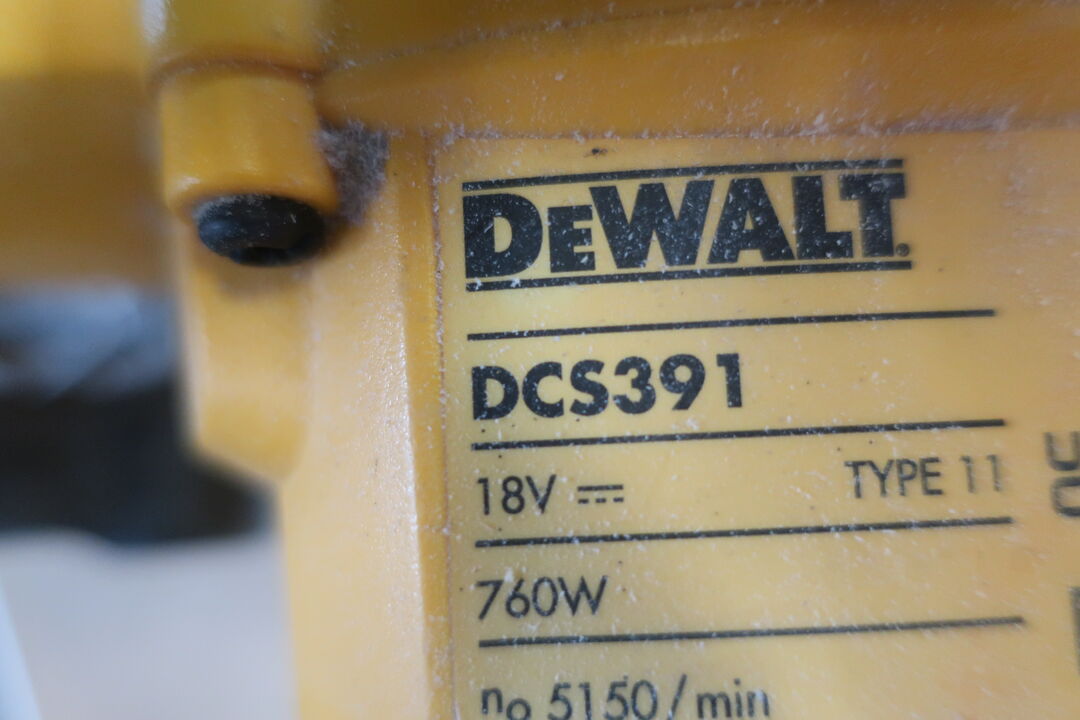 DEWALT
DCS391
18V ⎓ TYPE 11
760W
n₀ 5150/min